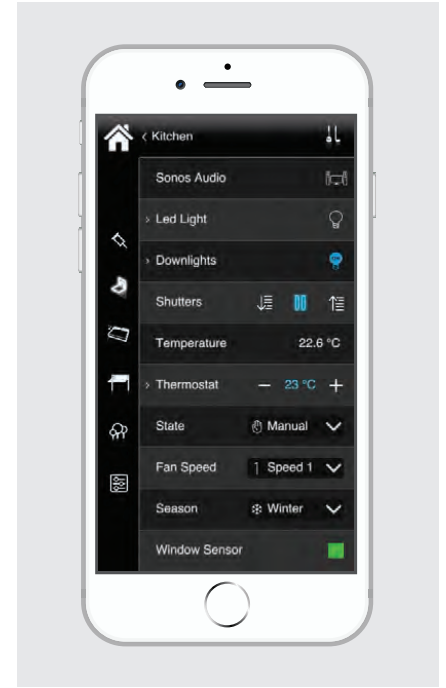 ‹ Kitchen
Sonos Audio
› Led Light
› Downlights
Shutters
Temperature 22.6 °C
› Thermostat − 23 °C +
State Manual
Fan Speed 1 Speed 1
Season Winter
Window Sensor